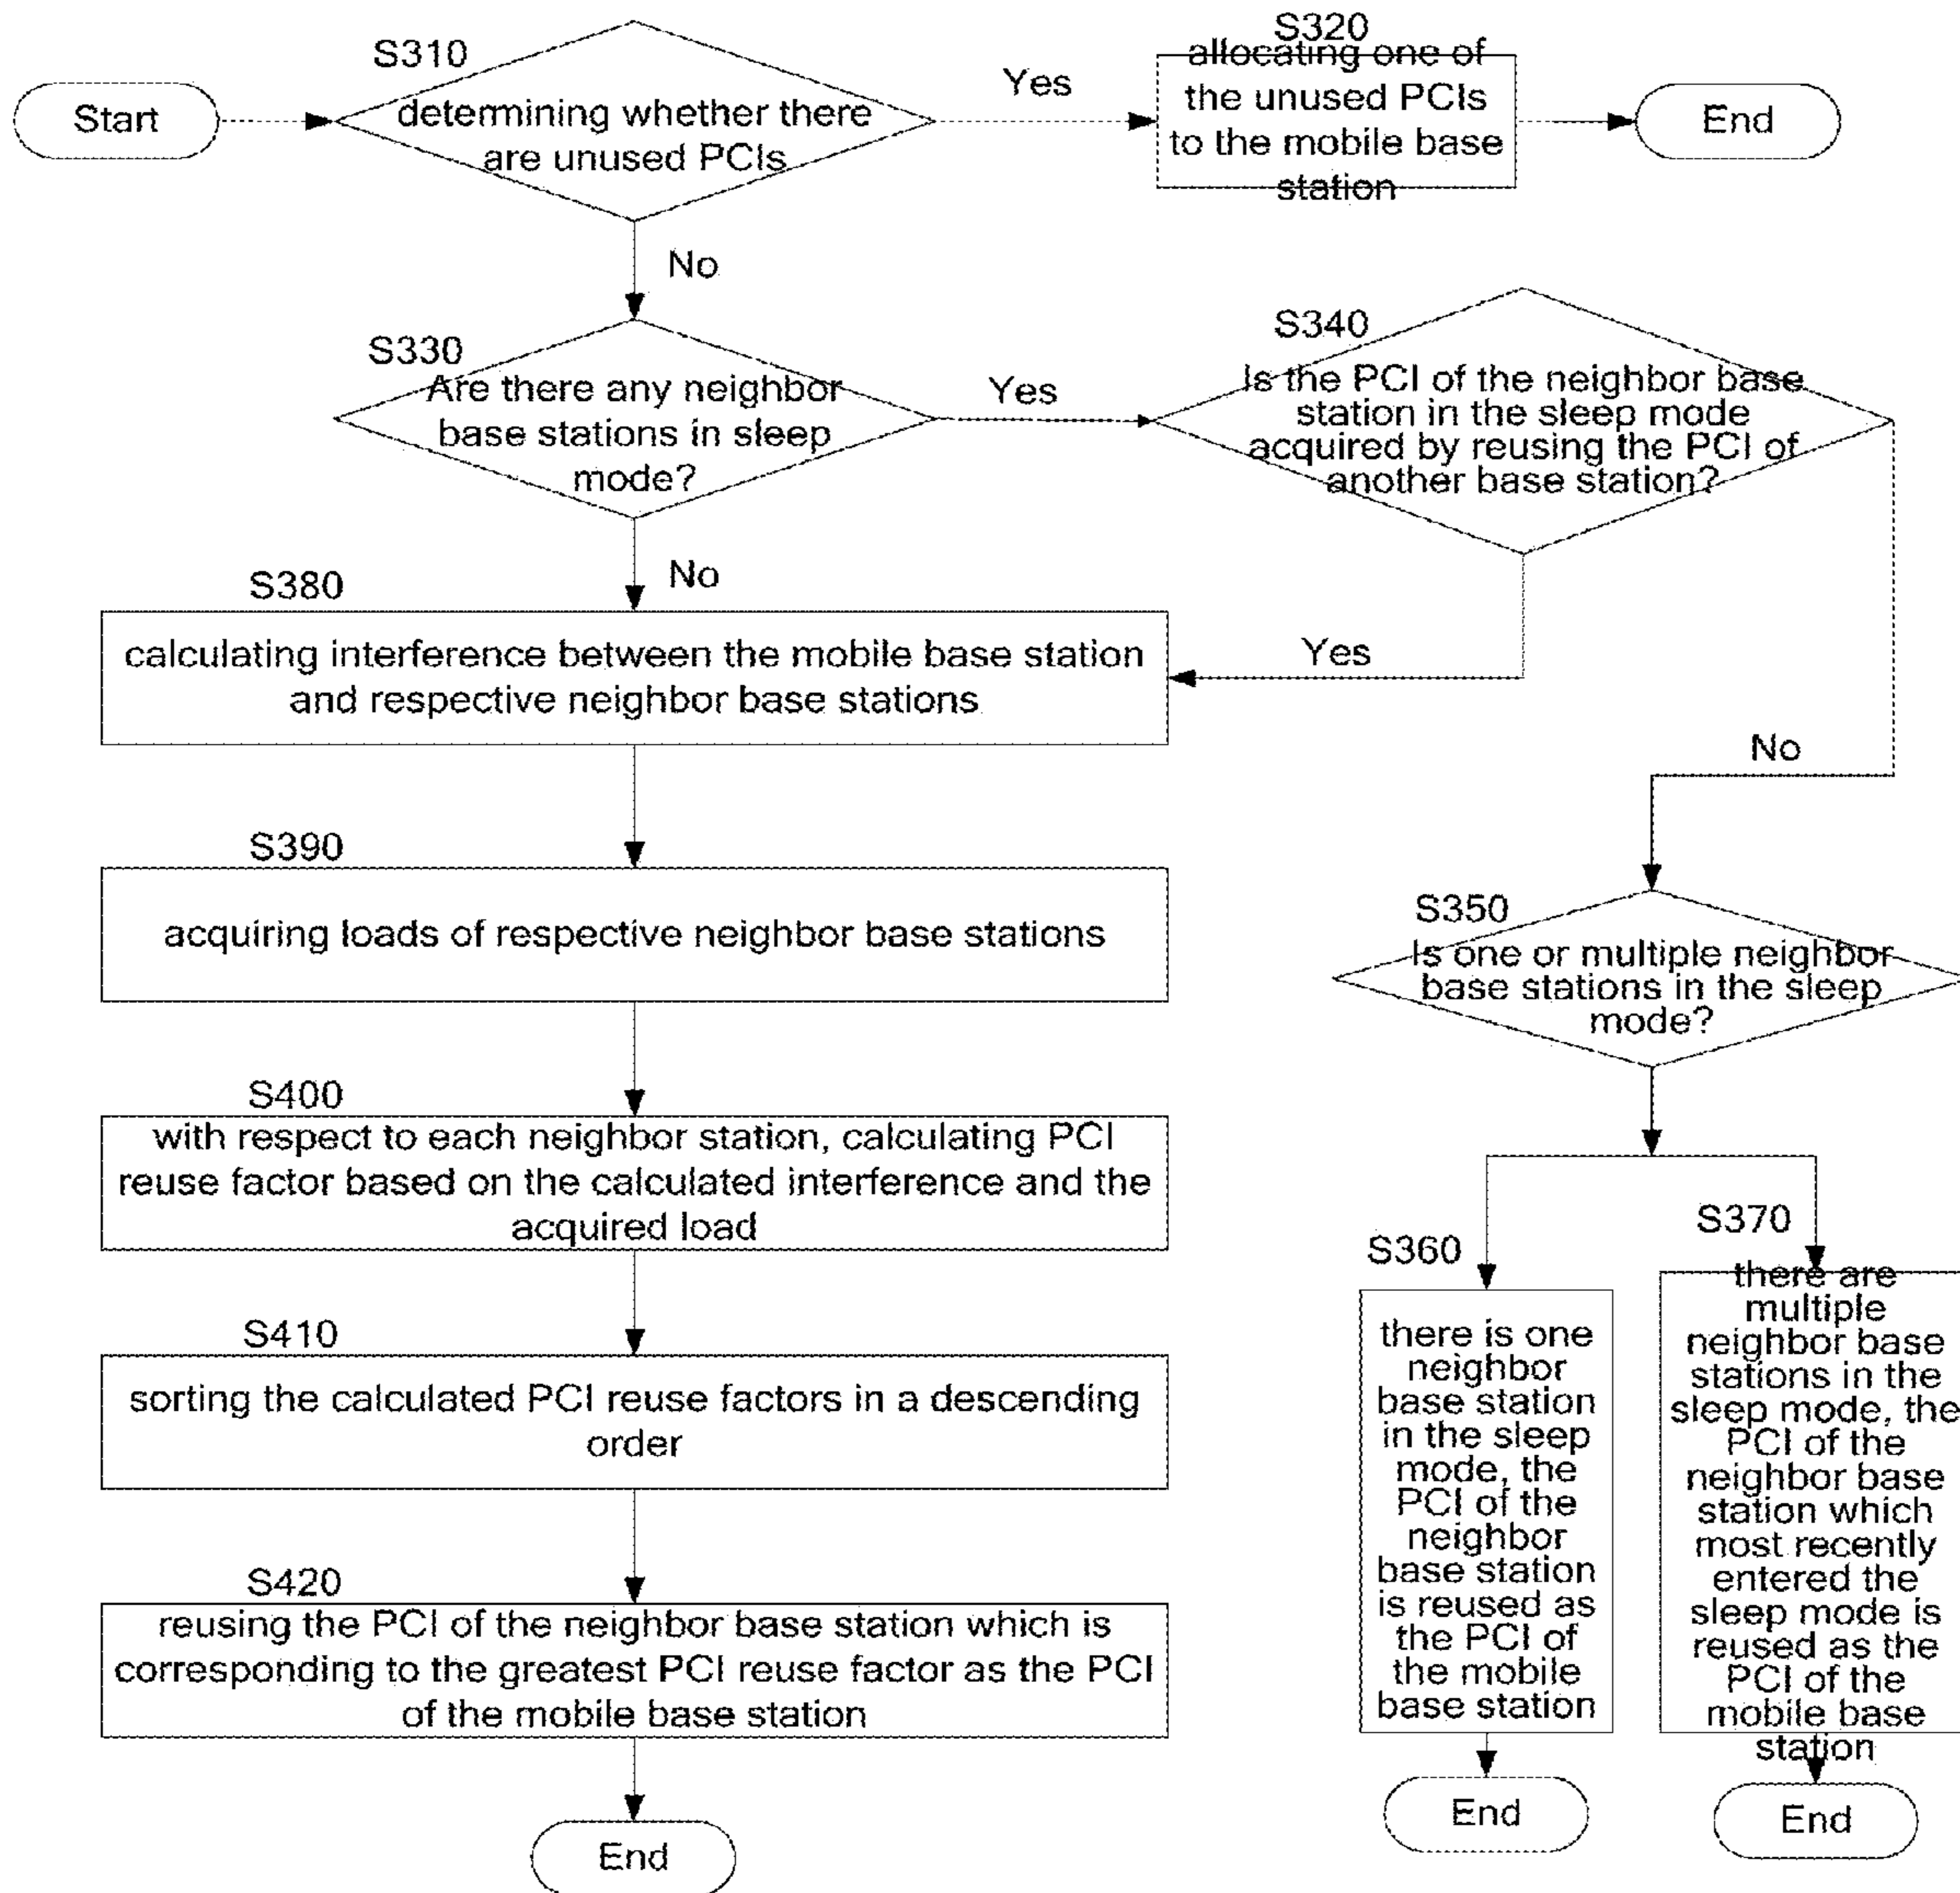 S310
S320
Start
determining whether there
are unused PCIs
Yes
allocating one of
the unused PCIs
to the mobile base
station
End
No
S330
Are there any neighbor
base stations in sleep
mode?
Yes
S340
Is the PCI of the neighbor base
station in the sleep mode
acquired by reusing the PCI of
another base station?
No
Yes
No
S380
calculating interference between the mobile base station
and respective neighbor base stations
S390
acquiring loads of respective neighbor base stations
S350
Is one or multiple neighbor
base stations in the sleep
mode?
S400
with respect to each neighbor station, calculating PCI
reuse factor based on the calculated interference and the
acquired load
S410
sorting the calculated PCI reuse factors in a descending
order
S420
reusing the PCI of the neighbor base station which is
corresponding to the greatest PCI reuse factor as the PCI
of the mobile base station
End
S360
there is one
neighbor
base station
in the sleep
mode, the
PCI of the
neighbor
base station
is reused as
the PCI of
the mobile
base station
End
S370
there are
multiple
neighbor base
stations in the
sleep mode, the
PCI of the
neighbor base
station which
most recently
entered the
sleep mode is
reused as the
PCI of the
mobile base
station
End